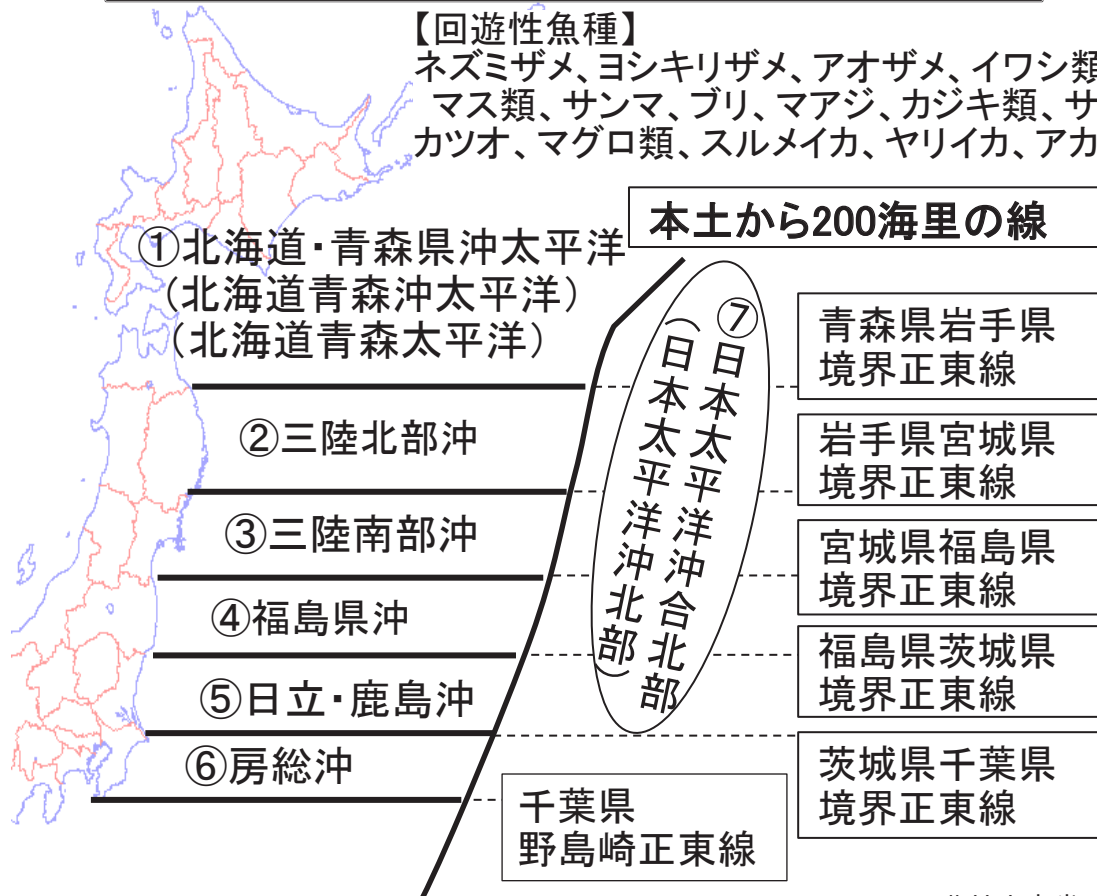 【回遊性魚種】
ネズミザメ、ヨシキリザメ、アオザメ、イワシ類
マス類、サンマ、ブリ、マアジ、カジキ類、サ
カツオ、マグロ類、スルメイカ、ヤリイカ、アカ
本土から200海里の線
①北海道・青森県沖太平洋
(北海道青森沖太平洋)
(北海道青森太平洋)
⑦日本太平洋沖合北部
(日本太平洋沖北部)
青森県岩手県
境界正東線
②三陸北部沖
岩手県宮城県
境界正東線
③三陸南部沖
宮城県福島県
境界正東線
④福島県沖
福島県茨城県
境界正東線
⑤日立・鹿島沖
⑥房総沖
茨城県千葉県
境界正東線
千葉県
野島崎正東線